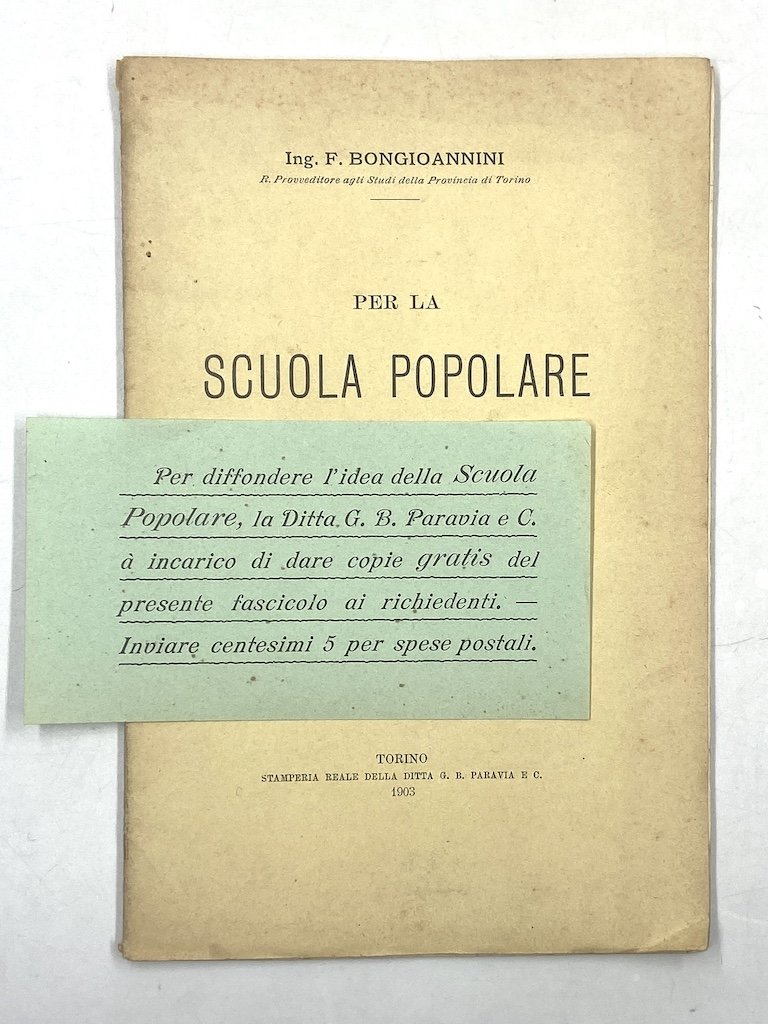 Ing. F. BONGIOANNINI
R. Provveditore agli Studi della Provincia di Torino
PER LA
SCUOLA POPOLARE
Per diffondere l'idea della Scuola
Popolare, la Ditta G. B. Paravia e C.
à incarico di dare copie gratis del
presente fascicolo ai richiedenti. —
Inviare centesimi 5 per spese postali.
TORINO
STAMPERIA REALE DELLA DITTA G. B. PARAVIA E C.
1903